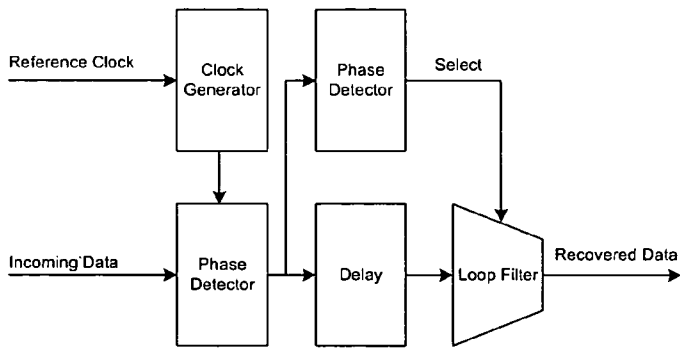 Reference Clock
Clock
Generator
Phase
Detector
Select
Incoming Data
Phase
Detector
Delay
Loop Filter
Recovered Data